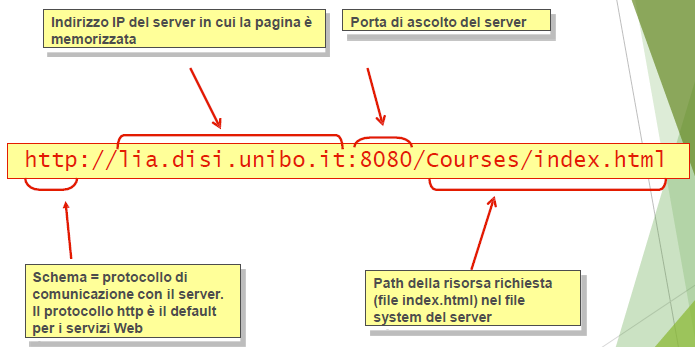 Indirizzo IP del server in cui la pagina è
memorizzata
Porta di ascolto del server
http://lia.disi.unibo.it:8080/Courses/index.html
Schema = protocollo di
comunicazione con il server.
Il protocollo http è il default
per i servizi Web
Path della risorsa richiesta
(file index.html) nel file
system del server